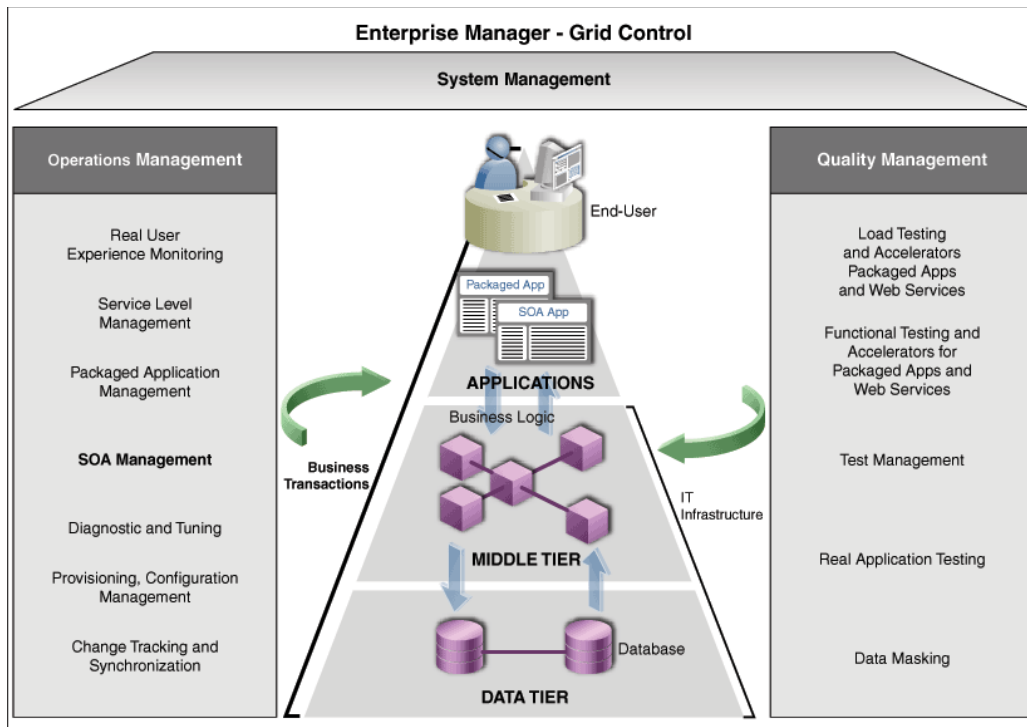 Enterprise Manager - Grid Control
System Management
Operations Management
Real User
Experience Monitoring
Service Level
Management
Packaged Application
Management
SOA Management
Diagnostic and Tuning
Provisioning, Configuration
Management
Change Tracking and
Synchronization
Business
Transactions
End-User
Packaged App
SOA App
APPLICATIONS
Business Logic
MIDDLE TIER
IT
Infrastructure
Database
DATA TIER
Quality Management
Load Testing
and Accelerators
Packaged Apps
and Web Services
Functional Testing and
Accelerators for
Packaged Apps and
Web Services
Test Management
Real Application Testing
Data Masking